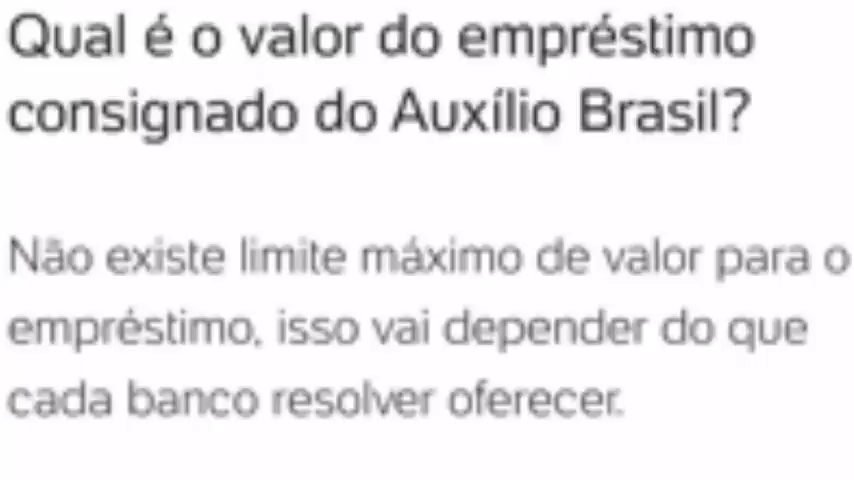 Qual é o valor do empréstimo
consignado do Auxílio Brasil?
Não existe limite máximo de valor para o
empréstimo, isso vai depender do que
cada banco resolver oferecer.